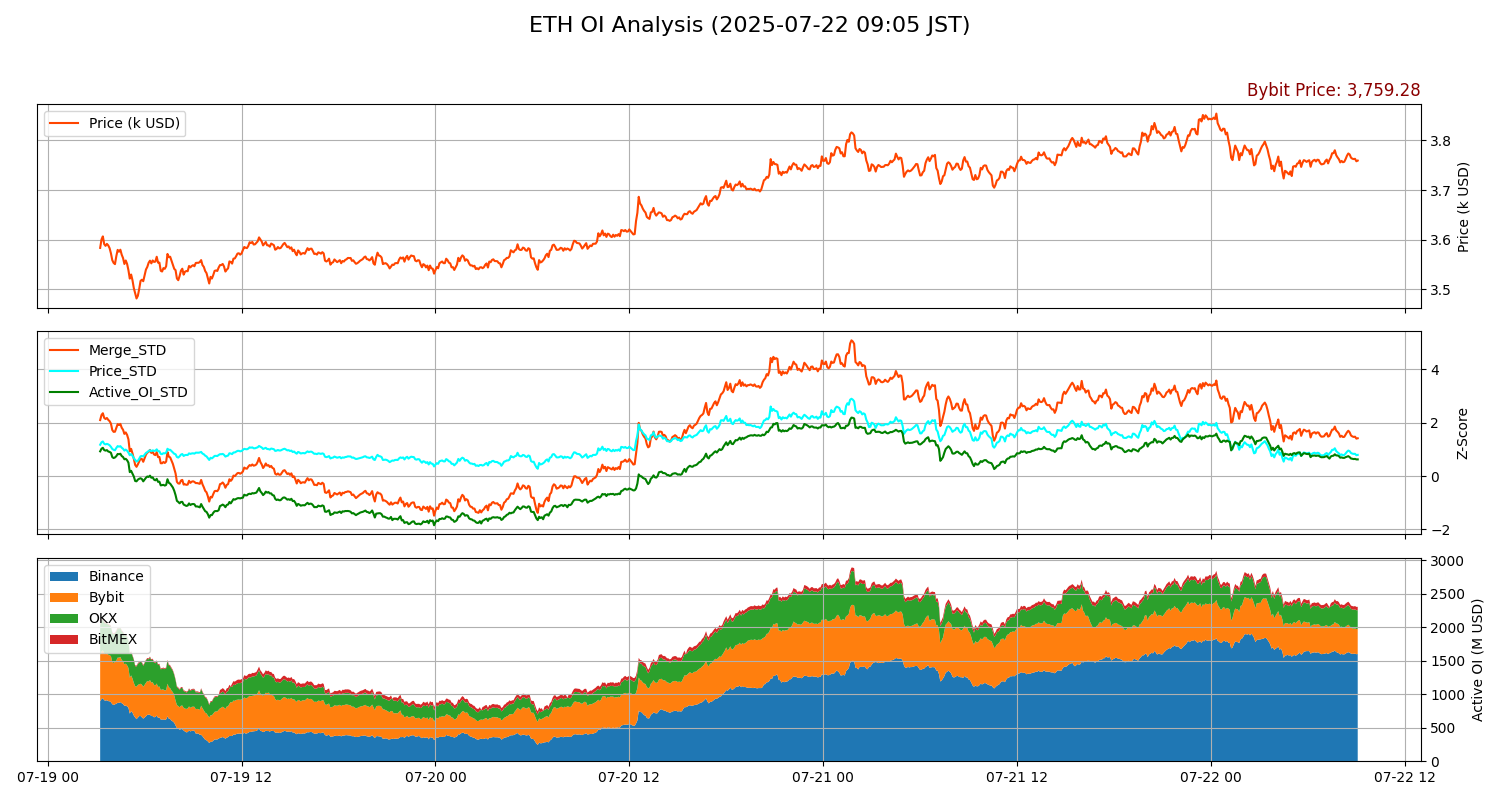 ETH OI Analysis (2025-07-22 09:05 JST)
Bybit Price: 3,759.28
Price (k USD)
3.8
3.7
3.6
3.5
Price (k USD)
Merge_STD
Price_STD
Active_OI_STD
4
2
0
−2
Z-Score
Binance
Bybit
OKX
BitMEX
3000
2500
2000
1500
1000
500
0
Active OI (M USD)
07-19 00
07-19 12
07-20 00
07-20 12
07-21 00
07-21 12
07-22 00
07-22 12